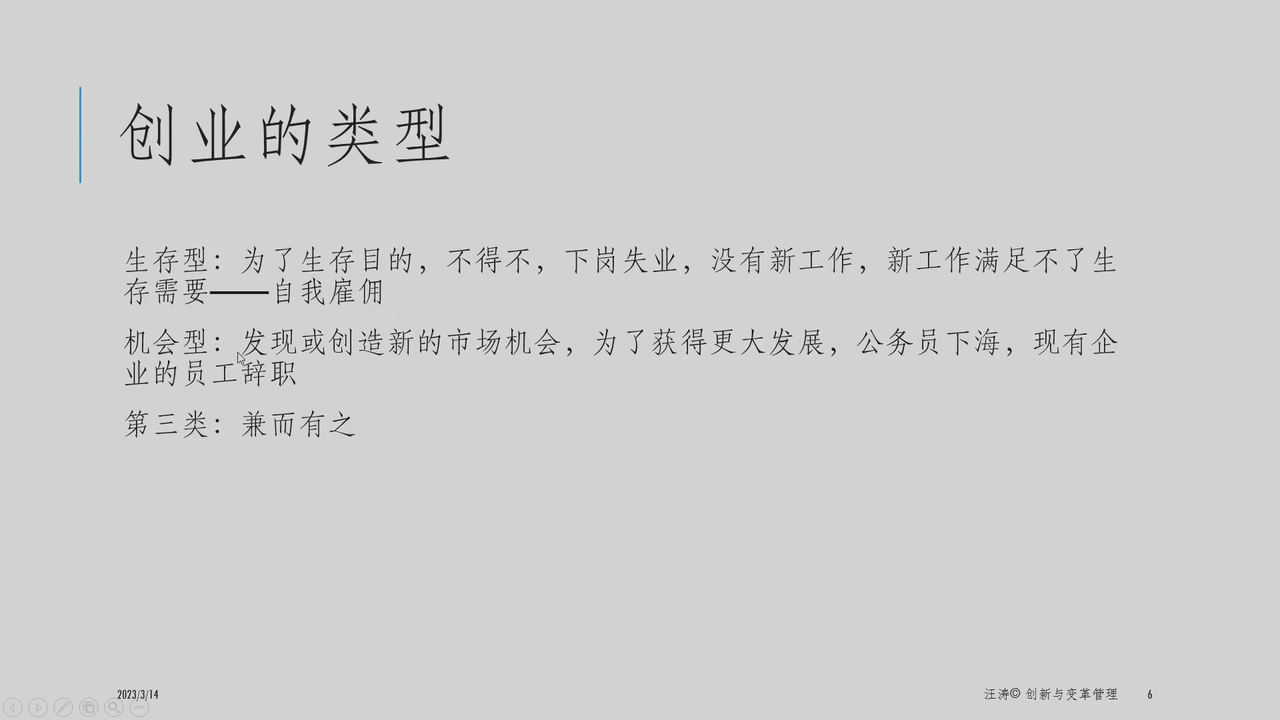 创业的类型
生存型：为了生存目的，不得不，下岗失业，没有新工作，新工作满足不了生
存需要——自我雇佣
机会型：发现或创造新的市场机会，为了获得更大发展，公务员下海，现有企
业的员工辞职
第三类：兼而有之
2023/3/14
汪涛© 创新与变革管理
6